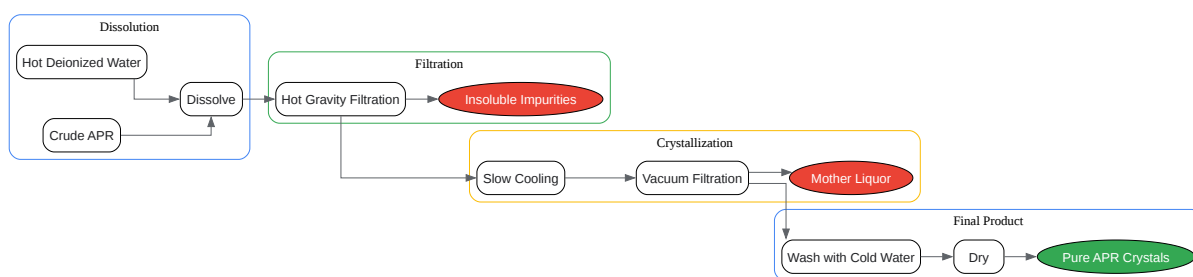 Dissolution
Hot Deionized Water
Dissolve
Crude APR
Filtration
Hot Gravity Filtration
Insoluble Impurities
Crystallization
Slow Cooling
Vacuum Filtration
Mother Liquor
Final Product
Wash with Cold Water
Dry
Pure APR Crystals